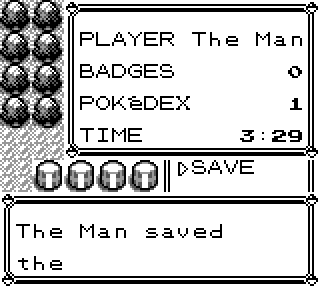 PLAYER The Man
BADGES 0
POKéDEX 1
TIME 3:29
▷SAVE
The Man saved
the